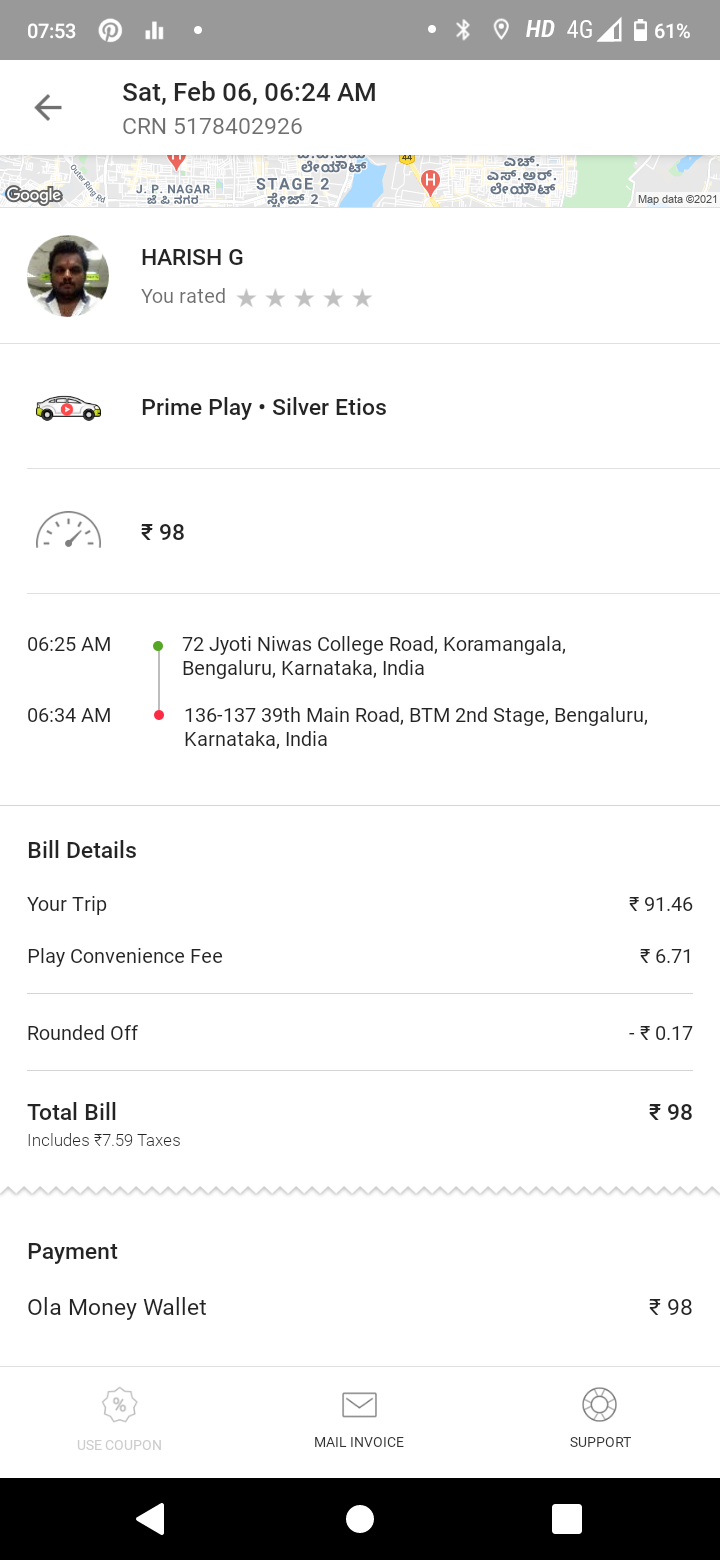 07:53
HD 4G 61%
Sat, Feb 06, 06:24 AM
CRN 5178402926
Outer Ring Rd
J. P. NAGAR
ಜೆ ಪಿ ನಗರ
STAGE 2
ಸ್ಟೇಜ್ 2
ಲೇಯೌಟ್
44
H
ಎಚ್.
ಎಸ್.ಆರ್.
ಲೇಯೌಟ್
Google
Map data ©2021
HARISH G
You rated
Prime Play • Silver Etios
₹ 98
06:25 AM
72 Jyoti Niwas College Road, Koramangala,
Bengaluru, Karnataka, India
06:34 AM
136-137 39th Main Road, BTM 2nd Stage, Bengaluru,
Karnataka, India
Bill Details
Your Trip ₹ 91.46
Play Convenience Fee ₹ 6.71
Rounded Off - ₹ 0.17
Total Bill ₹ 98
Includes ₹7.59 Taxes
Payment
Ola Money Wallet ₹ 98
%
USE COUPON
MAIL INVOICE
SUPPORT